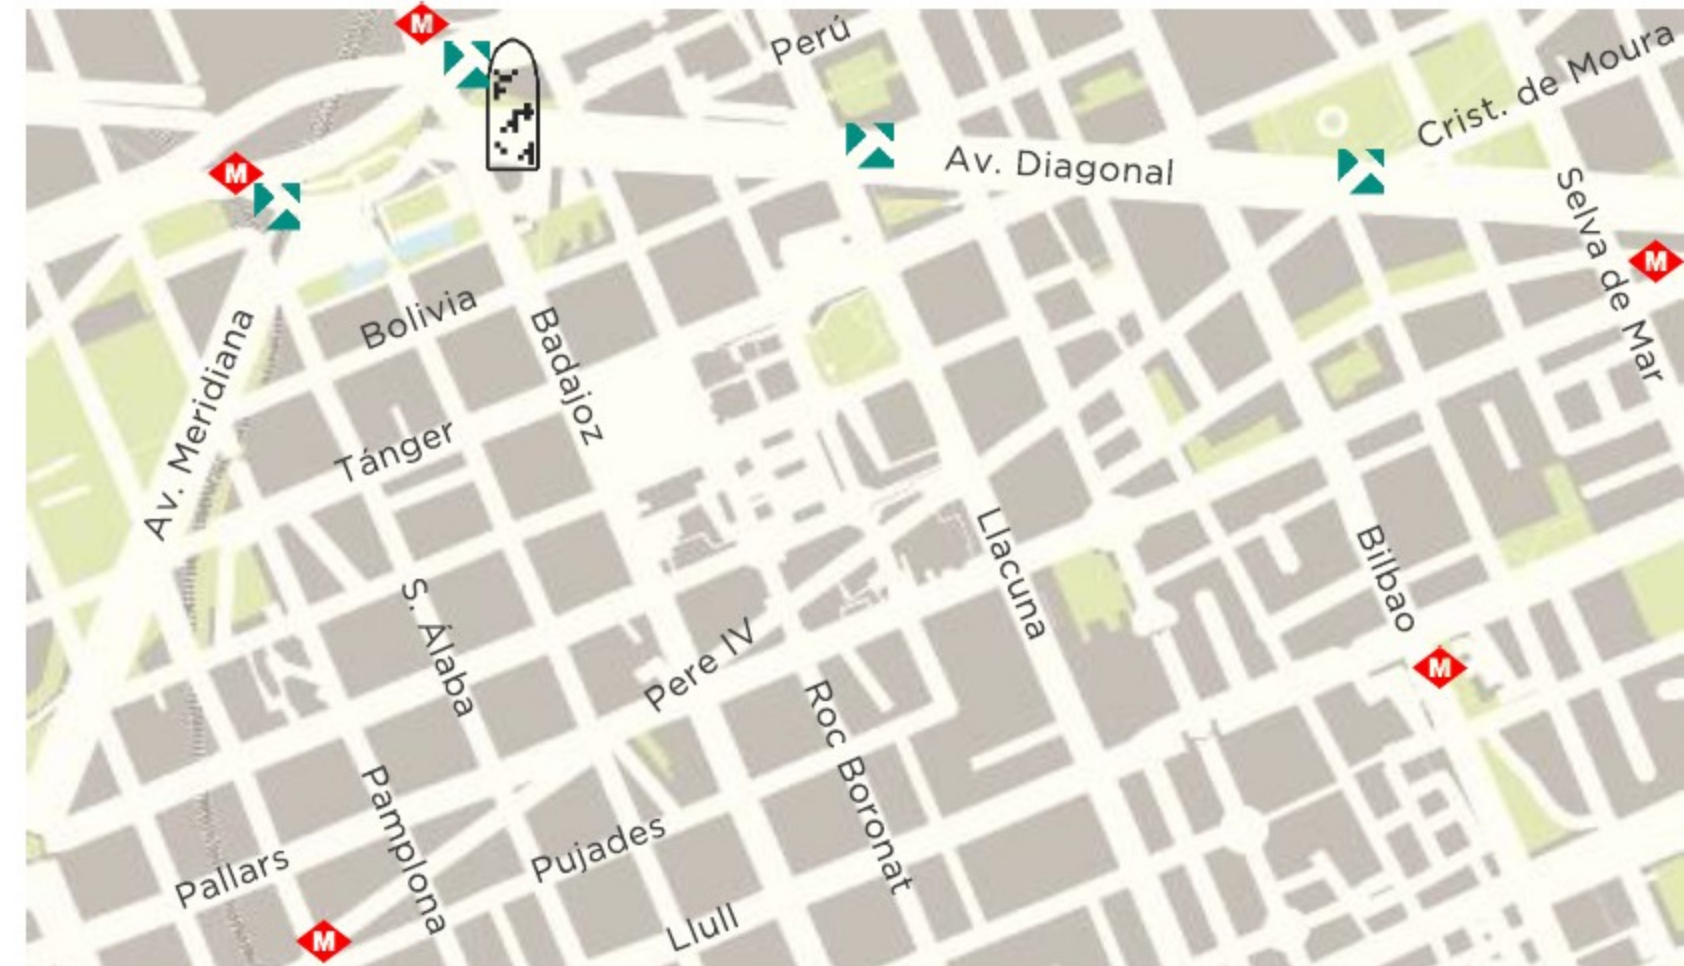 M
Perú
Crist. de Moura
M
Av. Diagonal
Selva de Mar
M
Bolivia
Badajoz
Av. Meridiana
Tánger
Llacuna
Bilbao
S. Álaba
Pere IV
M
Roc Boronat
Pamplona
Pujades
Pallars
Llull
M